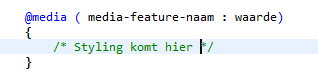 @media ( media-feature-naam : waarde)
{
/* Styling komt hier */
}